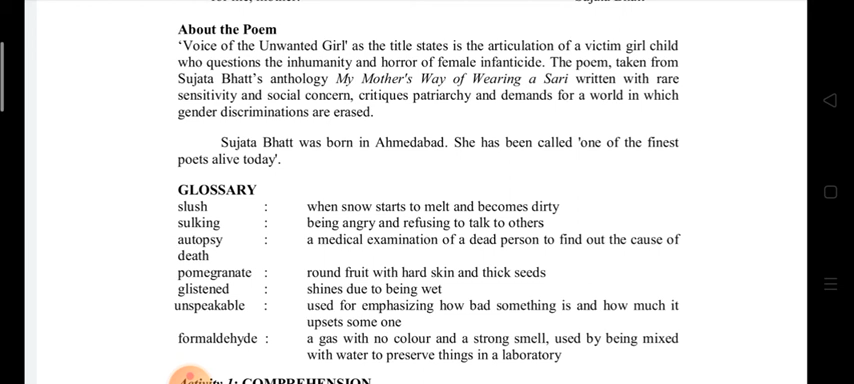 About the Poem
'Voice of the Unwanted Girl' as the title states is the articulation of a victim girl child
who questions the inhumanity and horror of female infanticide. The poem, taken from
Sujata Bhatt's anthology My Mother's Way of Wearing a Sari written with rare
sensitivity and social concern, critiques patriarchy and demands for a world in which
gender discriminations are erased.
Sujata Bhatt was born in Ahmedabad. She has been called 'one of the finest
poets alive today'.
GLOSSARY
slush : when snow starts to melt and becomes dirty
sulking : being angry and refusing to talk to others
autopsy : a medical examination of a dead person to find out the cause of
death
pomegranate : round fruit with hard skin and thick seeds
glistened : shines due to being wet
unspeakable : used for emphasizing how bad something is and how much it
upsets some one
formaldehyde : a gas with no colour and a strong smell, used by being mixed
with water to preserve things in a laboratory
Activity 1: COMPREHENSION